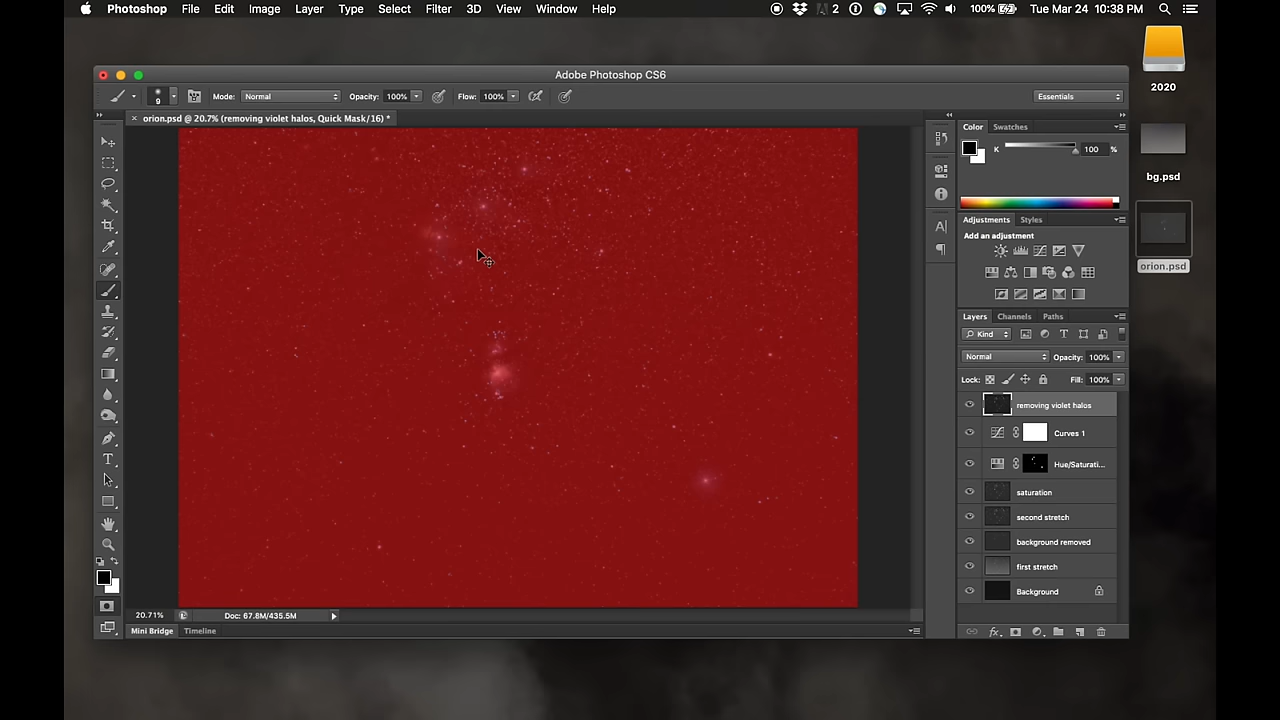 Photoshop File Edit Image Layer Type Select Filter 3D View Window Help 2 100% Tue Mar 24 10:38 PM
2020
bg.psd
orion.psd
Adobe Photoshop CS6
9 Mode: Normal Opacity: 100% Flow: 100% Essentials
orion.psd @ 20.7% (removing violet halos, Quick Mask/16) *
Color Swatches
K 100 %
Adjustments Styles
Add an adjustment
Layers Channels Paths
Kind
Normal Opacity: 100%
Lock: Fill: 100%
removing violet halos
Curves 1
Hue/Saturati...
saturation
second stretch
background removed
first stretch
Background
20.71% Doc: 67.8M/435.5M
Mini Bridge Timeline